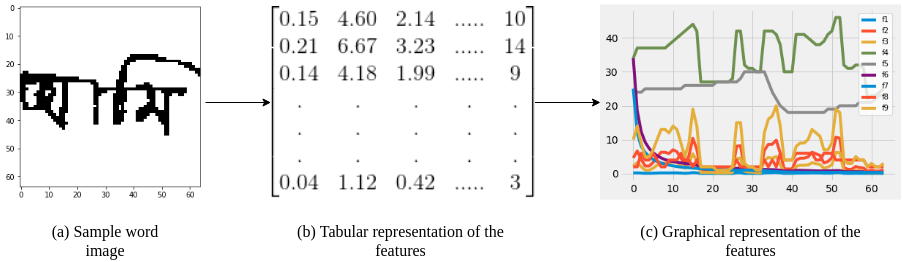 0
10
20
30
40
50
60
0 10 20 30 40 50 60
(a) Sample word
image
0.15 4.60 2.14 ..... 10
0.21 6.67 3.23 ..... 14
0.14 4.18 1.99 ..... 9
. . . . .
. . . . .
. . . . .
0.04 1.12 0.42 ..... 3
(b) Tabular representation of the
features
40
30
20
10
0
0 10 20 30 40 50 60
f1
f2
f3
f4
f5
f6
f7
f8
f9
(c) Graphical representation of the
features